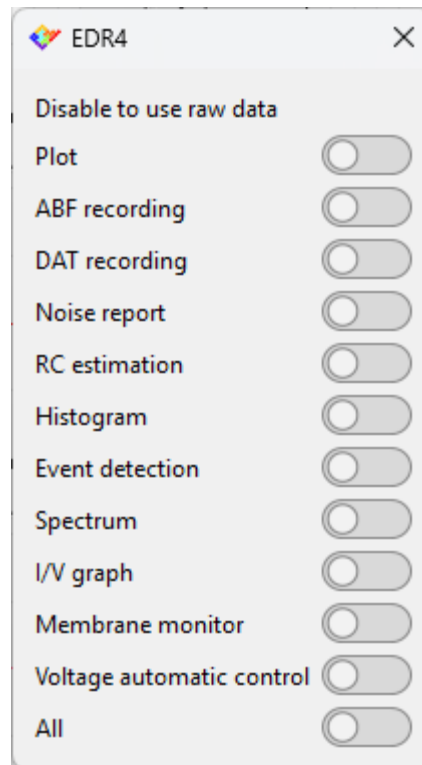 EDR4
Disable to use raw data
Plot
ABF recording
DAT recording
Noise report
RC estimation
Histogram
Event detection
Spectrum
I/V graph
Membrane monitor
Voltage automatic control
All